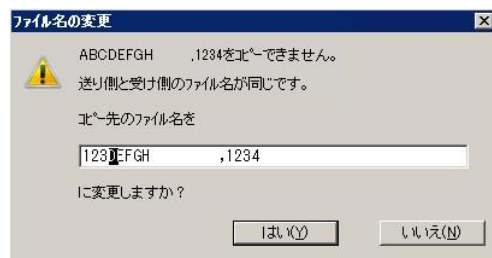 ファイル名の変更
ABCDEFGH ,1234をコピーできません。
送り側と受け側のファイル名が同じです。
コピー先のファイル名を
123DEFGH ,1234
に変更しますか?
はい(Y)
いいえ(N)